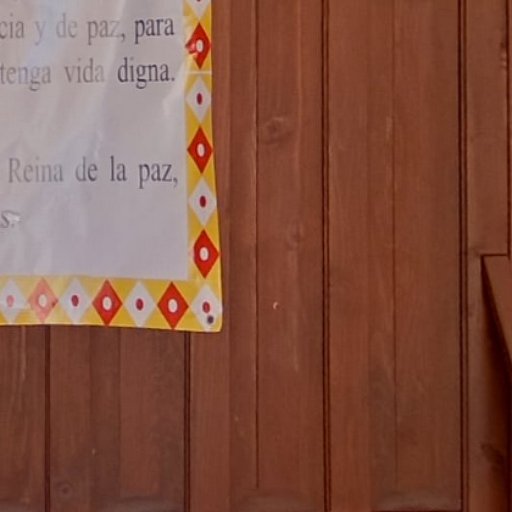 cia y de paz, para
tenga vida digna.
Reina de la paz,
s.